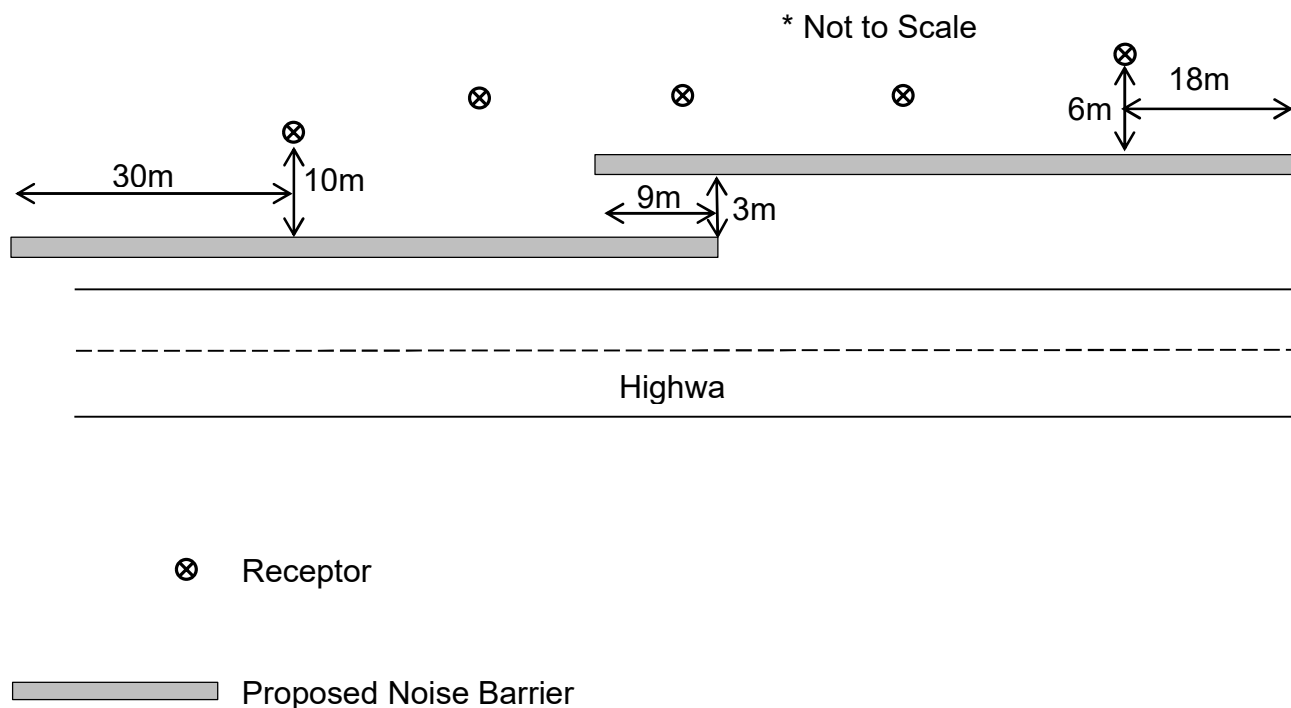 * Not to Scale
18m
6m
30m
10m
9m
3m
Highwa
Receptor
Proposed Noise Barrier